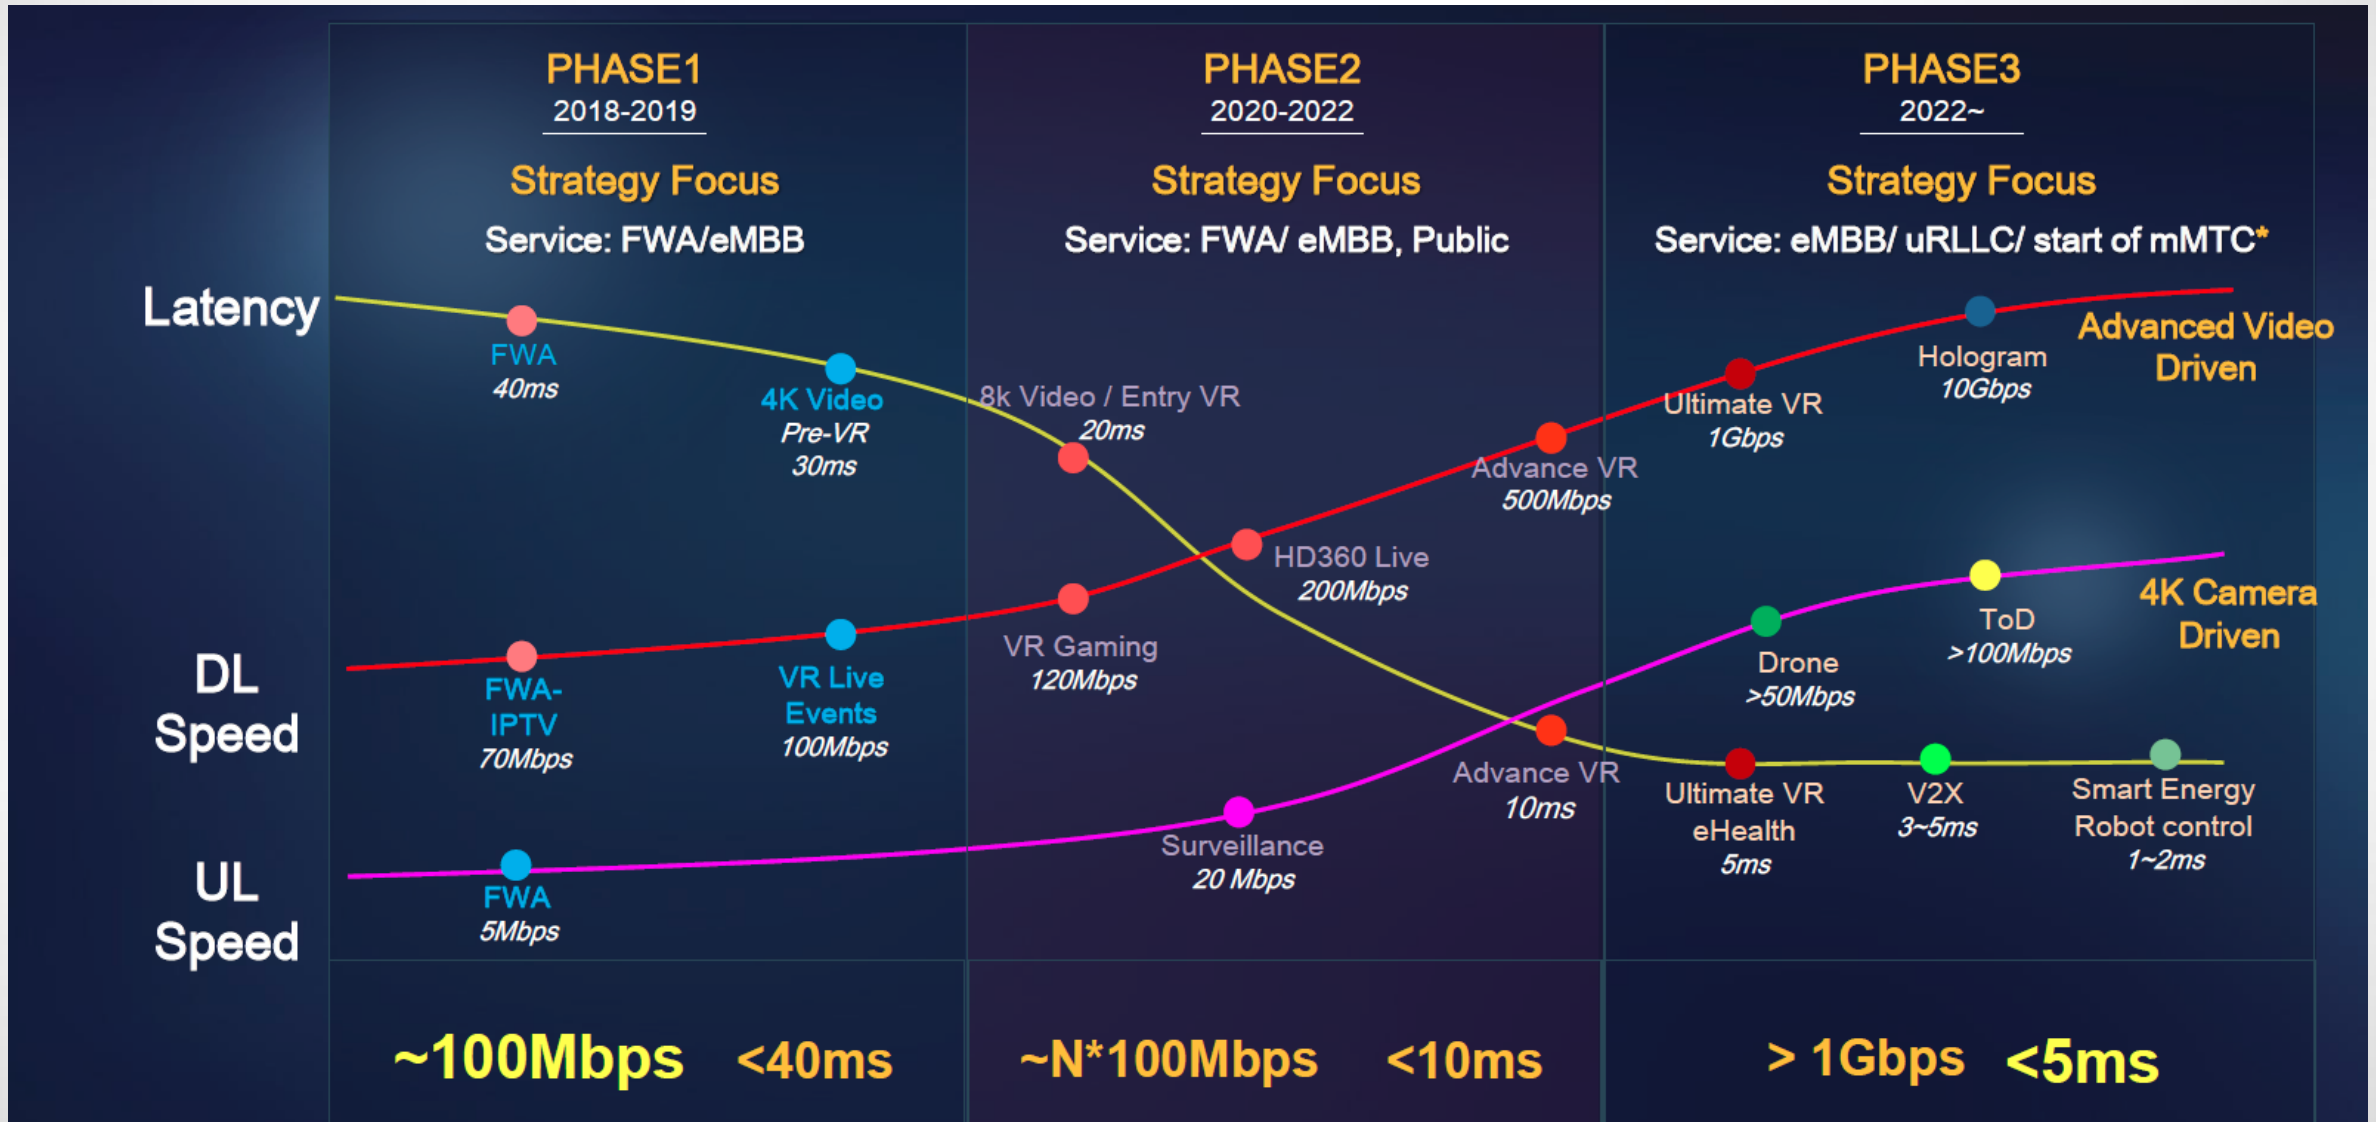 PHASE1
2018-2019
Strategy Focus
Service: FWA/eMBB
PHASE2
2020-2022
Strategy Focus
Service: FWA/ eMBB, Public
PHASE3
2022~
Strategy Focus
Service: eMBB/ uRLLC/ start of mMTC*
Latency
FWA
40ms
4K Video
Pre-VR
30ms
8k Video / Entry VR
20ms
Advance VR
10ms
Ultimate VR
eHealth
5ms
V2X
3~5ms
Smart Energy
Robot control
1~2ms
DL
Speed
FWA-
IPTV
70Mbps
VR Live
Events
100Mbps
VR Gaming
120Mbps
HD360 Live
200Mbps
Advance VR
500Mbps
Ultimate VR
1Gbps
Hologram
10Gbps
Advanced Video
Driven
UL
Speed
FWA
5Mbps
Surveillance
20 Mbps
Drone
>50Mbps
ToD
>100Mbps
4K Camera
Driven
~100Mbps <40ms
~N*100Mbps <10ms
> 1Gbps <5ms